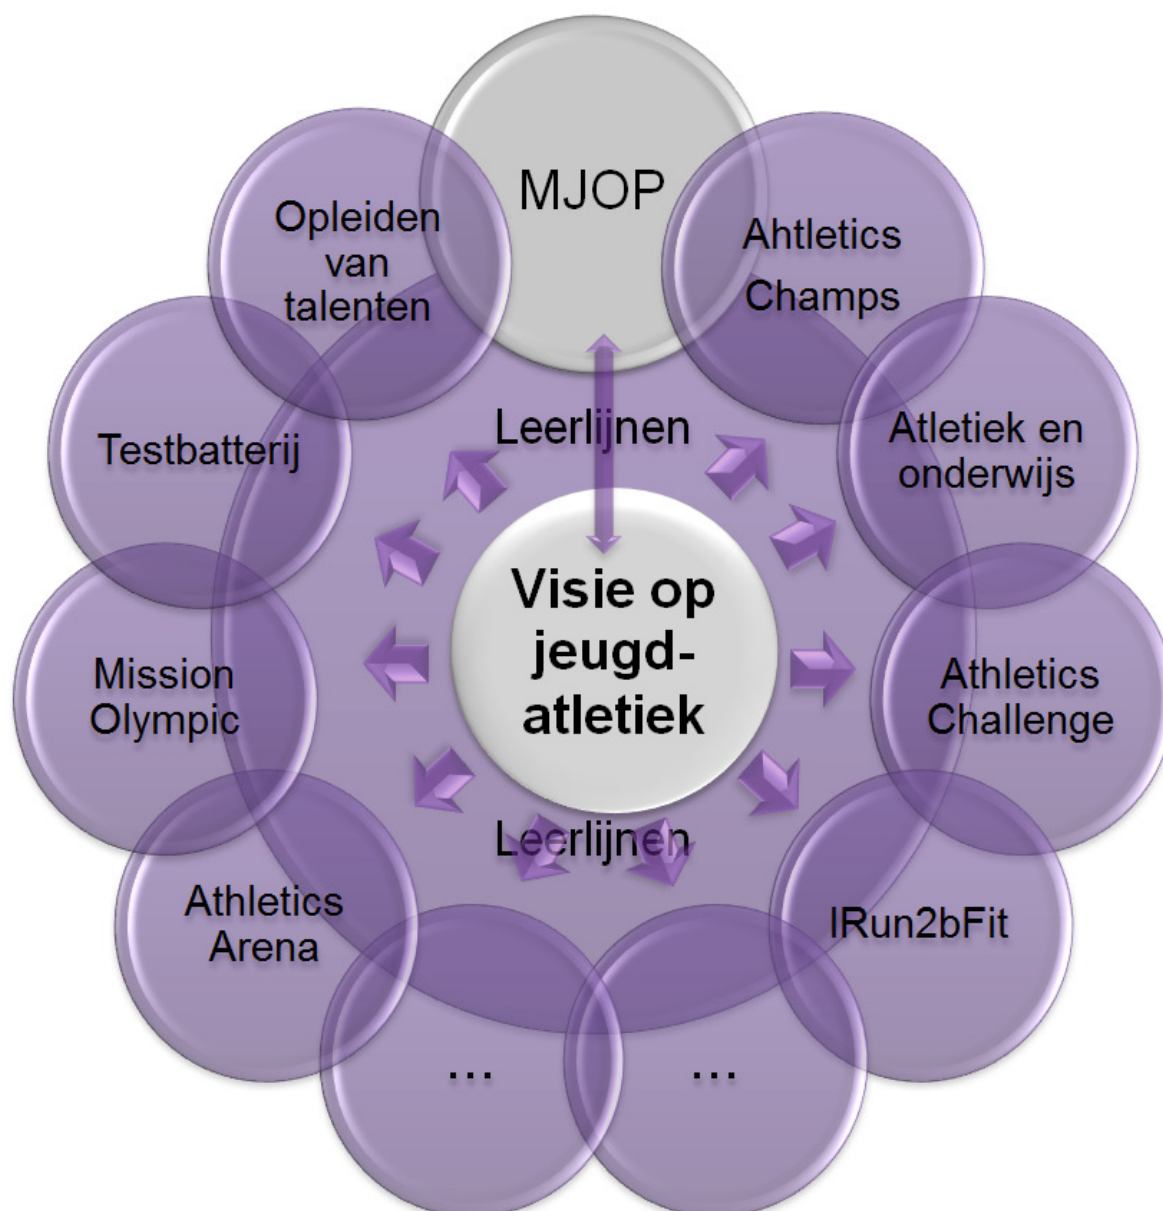 MJOP
Opleiden
van
talenten
Ahtletics
Champs
Testbatterij
Leerlijnen
Atletiek en
onderwijs
Visie op
jeugd-
atletiek
Mission
Olympic
Athletics
Challenge
Leerlijnen
Athletics
Arena
IRun2bFit
...
...